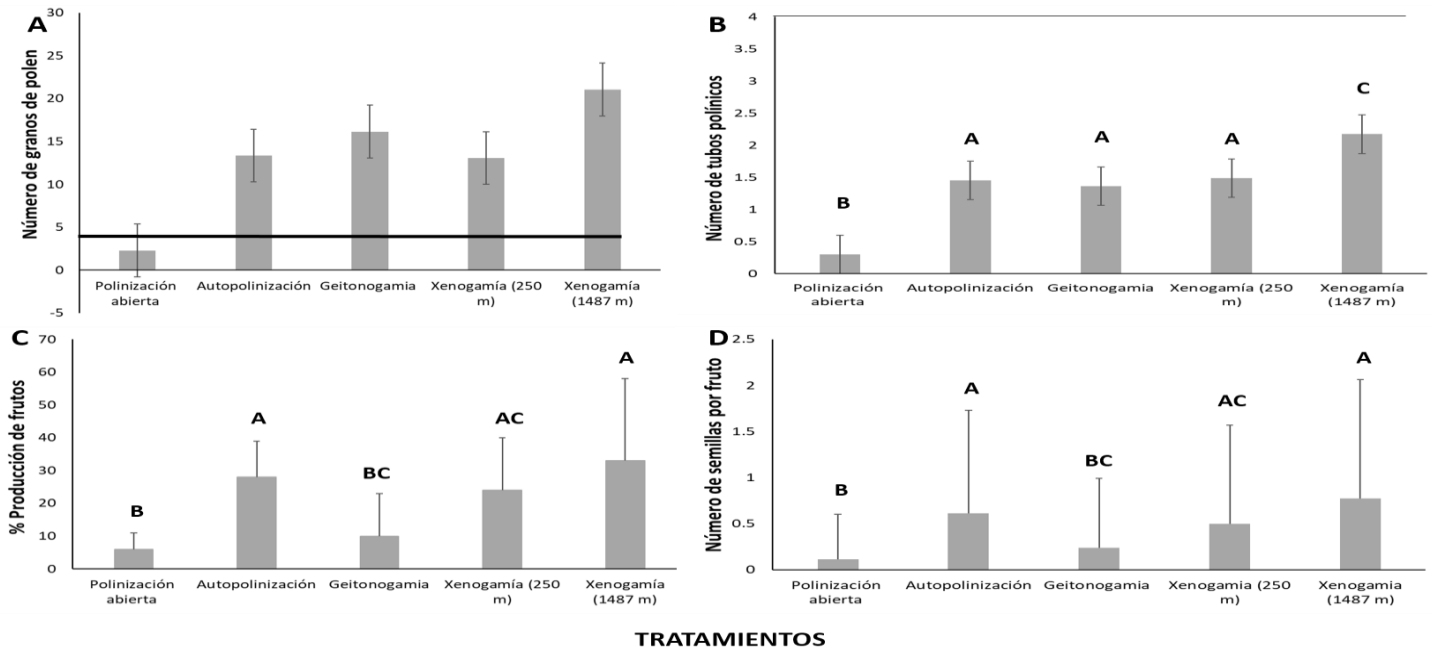 A
Número de granos de polen
30
25
20
15
10
5
0
-5
Polinización
abierta
Autopolinización
Geitonogamia
Xenogamía (250
m)
Xenogamía
(1487 m)
B
Número de tubos polínicos
4
3.5
3
2.5
2
1.5
1
0.5
0
B
A
A
A
C
Polinización
abierta
Autopolinización
Geitonogamia
Xenogamía (250
m)
Xenogamía
(1487 m)
C
% Producción de frutos
70
60
50
40
30
20
10
0
B
A
BC
AC
A
Polinización
abierta
Autopolinización
Geitonogamia
Xenogamía (250
m)
Xenogamía
(1487 m)
D
Número de semillas por fruto
2.5
2
1.5
1
0.5
0
B
A
BC
AC
A
Polinización
abierta
Autopolinización
Geitonogamia
Xenogamia (250
m)
Xenogamia
(1487 m)
TRATAMIENTOS